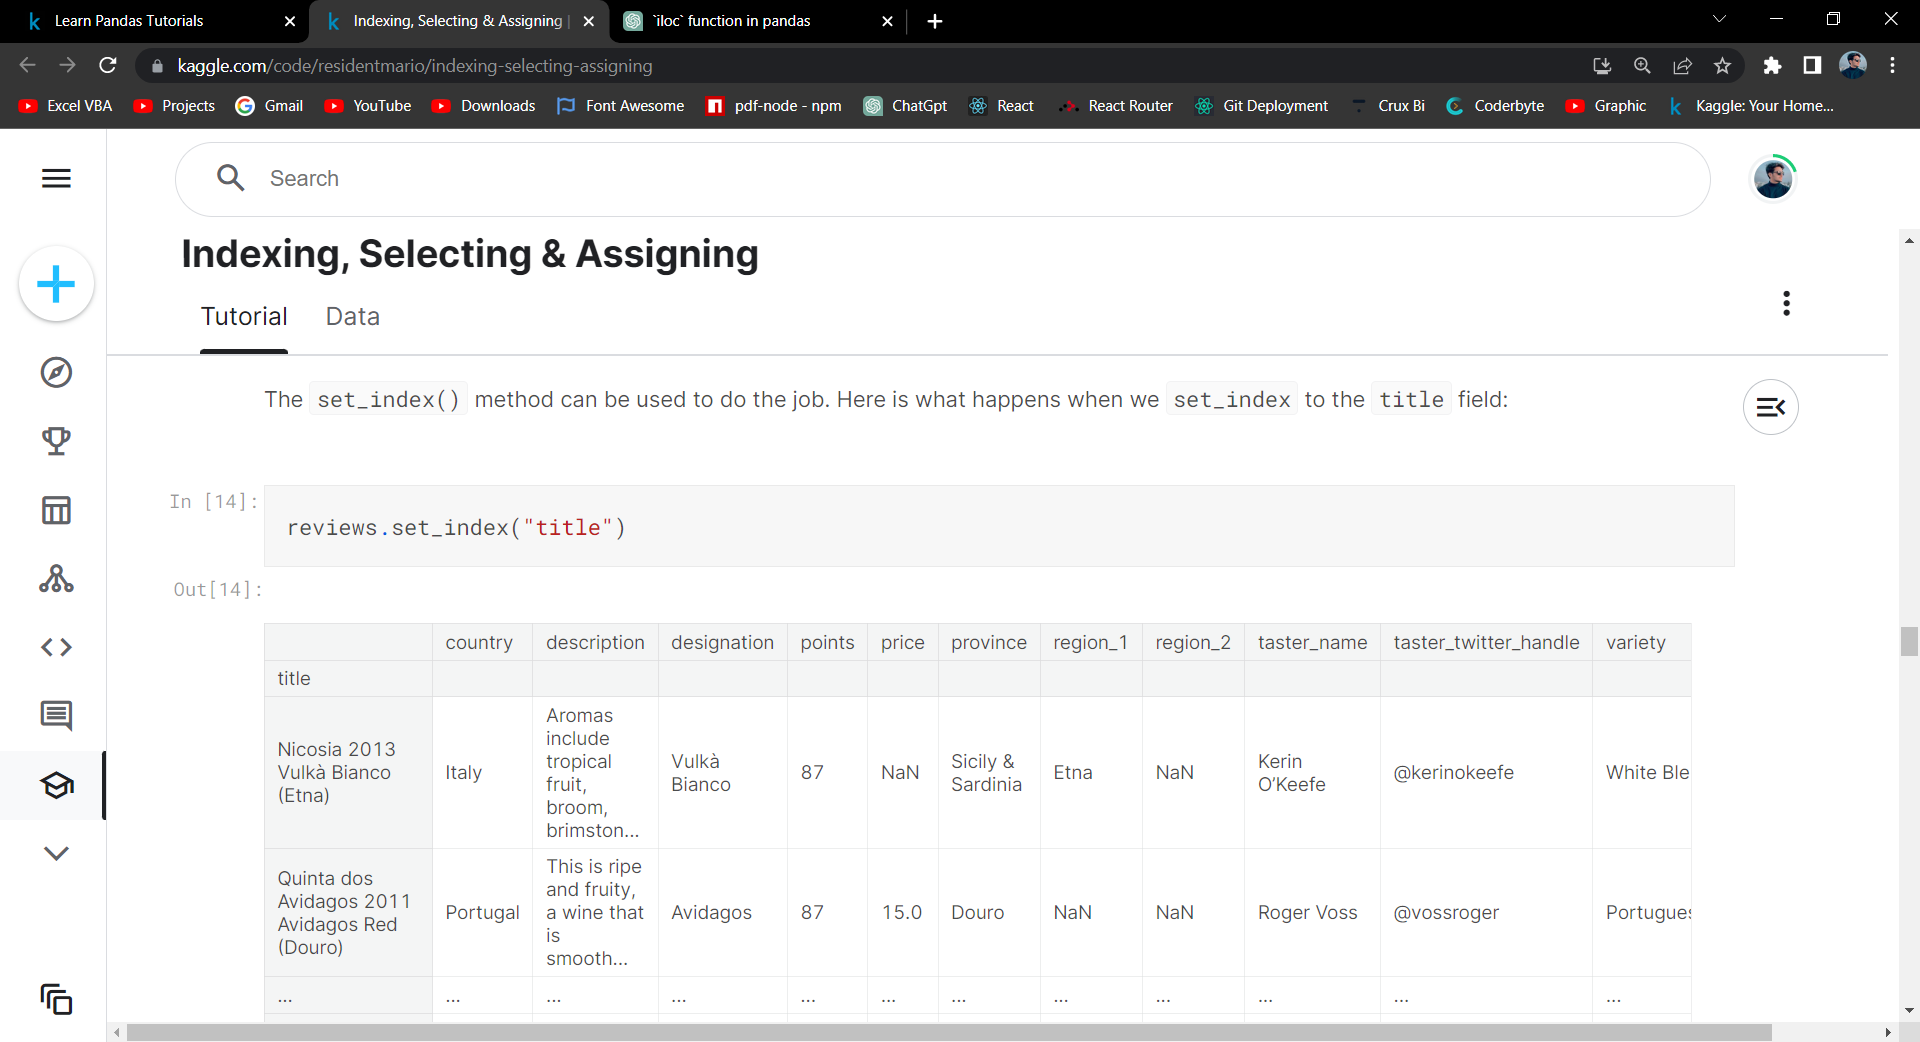 Learn Pandas Tutorials
Indexing, Selecting & Assigning |
`iloc` function in pandas
kaggle.com/code/residentmario/indexing-selecting-assigning
Excel VBA
Projects
Gmail
YouTube
Downloads
Font Awesome
pdf-node - npm
ChatGpt
React
React Router
Git Deployment
Crux Bi
Coderbyte
Graphic
Kaggle: Your Home...
Search
Indexing, Selecting & Assigning
Tutorial Data
The set_index() method can be used to do the job. Here is what happens when we set_index to the title field:
In [14]:
reviews.set_index("title")
Out[14]:
country description designation points price province region_1 region_2 taster_name taster_twitter_handle variety
title
Nicosia 2013
Vulkà Bianco
(Etna)
Italy
Aromas
include
tropical
fruit,
broom,
brimston...
Vulkà
Bianco
87
NaN
Sicily &
Sardinia
Etna
NaN
Kerin
O’Keefe
@kerinokeefe
White Ble
Quinta dos
Avidagos 2011
Avidagos Red
(Douro)
Portugal
This is ripe
and fruity,
a wine that
is
smooth...
Avidagos
87
15.0
Douro
NaN
NaN
Roger Voss
@vossroger
Portugues
... ... ... ... ... ... ... ... ... ... ... ...